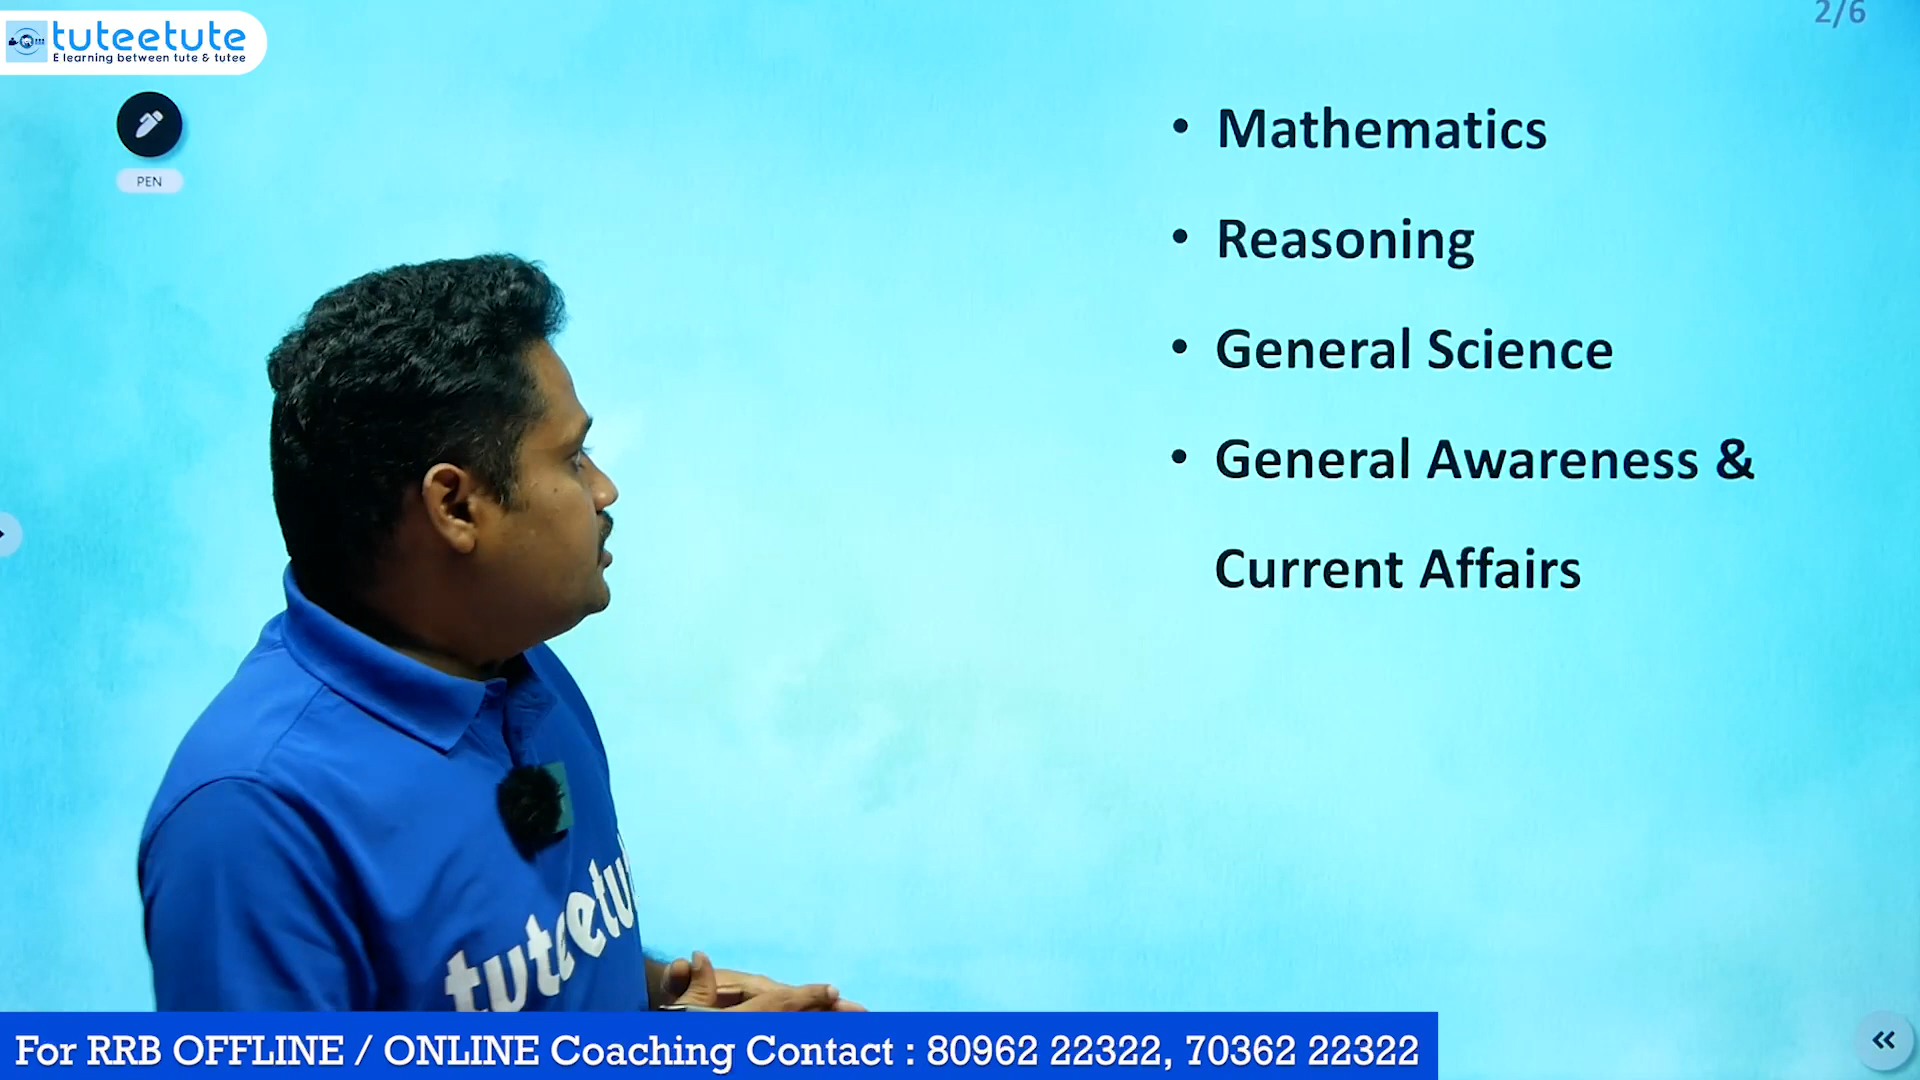 tuteetute
E learning between tute & tutee
2/6
PEN
• Mathematics
• Reasoning
• General Science
• General Awareness &
Current Affairs
tuteetu
For RRB OFFLINE / ONLINE Coaching Contact : 80962 22322, 70362 22322